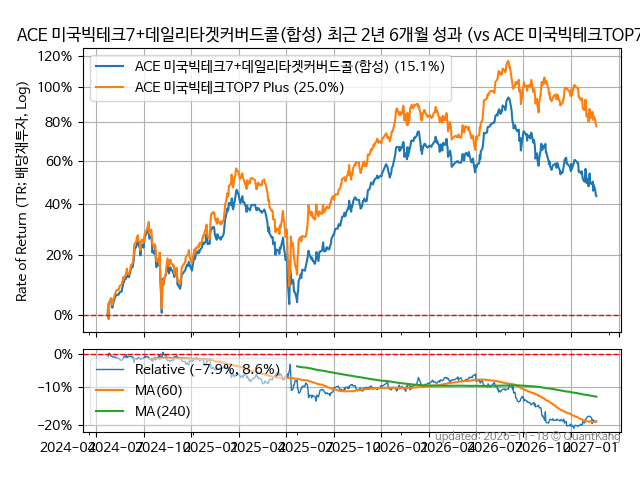 ACE 미국빅테크7+데일리타겟커버드콜(합성) 최근 2년 6개월 성과 (vs ACE 미국빅테크TOP7
120%
100%
80%
60%
40%
20%
0%
Rate of Return (TR: 배당재투자, Log)
ACE 미국빅테크7+데일리타겟커버드콜(합성) (15.1%)
ACE 미국빅테크TOP7 Plus (25.0%)
0%
−10%
−20%
Relative (−7.9%, 8.6%)
MA(60)
MA(240)
2024-04 2024-07 2024-10 2025-01 2025-04 2025-07 2025-10 2026-01 2026-04 2026-07 2026-10 2027-01
updated: 2026-11-18 © QuantKang